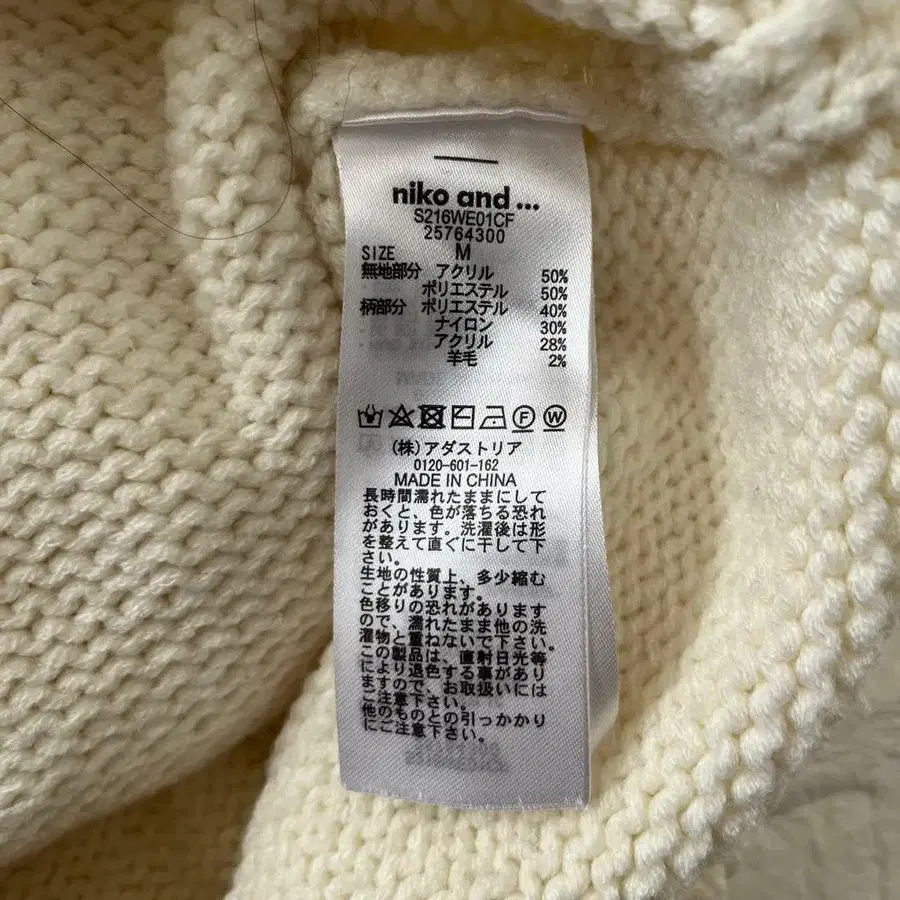 niko and ...
S216WE01CF
25764300
SIZE M
無地部分 アクリル 50%
ポリエステル 50%
柄部分 ポリエステル 40%
ナイロン 30%
アクリル 28%
羊毛 2%
F W
(株)アダストリア
0120-601-162
MADE IN CHINA
長時間濡れたままにして
おくと、色が落ちる恐れ
があります。洗濯後は形
を整えて直ぐに干して下
さい。
生地の性質上、多少縮む
ことがあります。
色移りの恐れがあります
ので、濡れたまま他の洗
濯物と重ねないで下さい。
この製品は、直射日光等
により退色する事があり
ますので、お取扱いには
ご注意下さい。
他のものとの引っかかり
にご注意下さい。